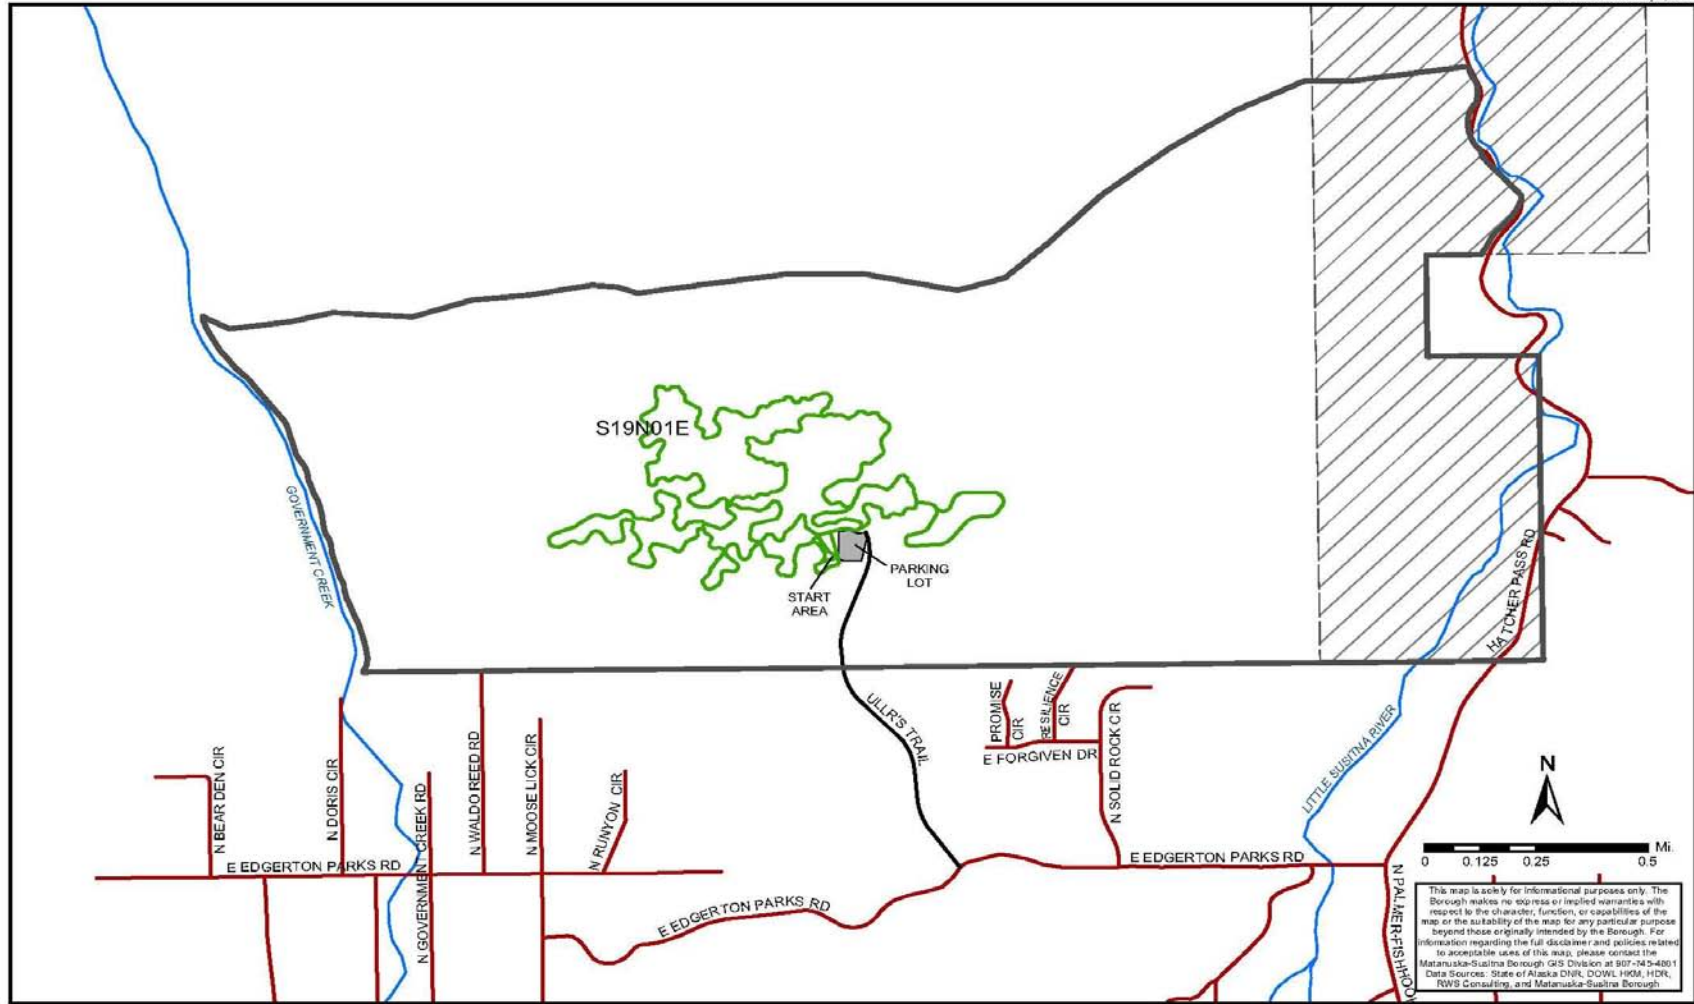 S19N01E
GOVERNMENT CREEK
PARKING
LOT
START
AREA
HATCHER PASS RD
ULLR'S TRAIL
PROMISE
CIR
RESILIENCE
CIR
E FORGIVEN DR
N SOLID ROCK CIR
LITTLE SUSITNA RIVER
N BEAR DEN CIR
N DORIS CIR
N GOVERNMENT CREEK RD
N WALDO REED RD
N MOOSE LICK CIR
N RUNYON CIR
E EDGERTON PARKS RD
E EDGERTON PARKS RD
E EDGERTON PARKS RD
N PALMER-FISHHOO
N
0 0.125 0.25 0.5 Mi.
This map is solely for informational purposes only. The
Borough makes no express or implied warranties with
respect to the character, function, or capabilities of the
map or the suitability of the map for any particular purpose
beyond those originally intended by the Borough. For
information regarding the full disclaimer and policies related
to acceptable uses of this map, please contact the
Matanuska-Susitna Borough GIS Division at 907-745-4801
Data Sources: State of Alaska DNR, DOWL HKM, HDR,
RWS Consulting, and Matanuska-Susitna Borough